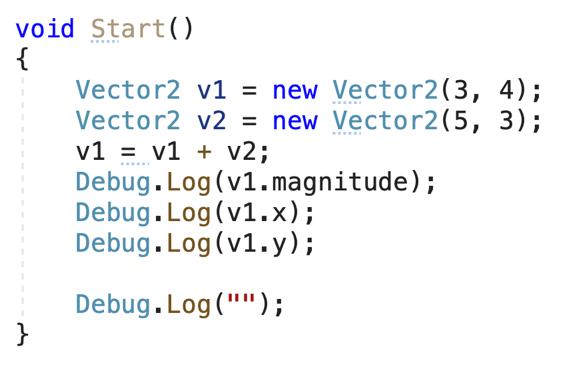 void Start()
{
Vector2 v1 = new Vector2(3, 4);
Vector2 v2 = new Vector2(5, 3);
v1 = v1 + v2;
Debug.Log(v1.magnitude);
Debug.Log(v1.x);
Debug.Log(v1.y);
Debug.Log("");
}